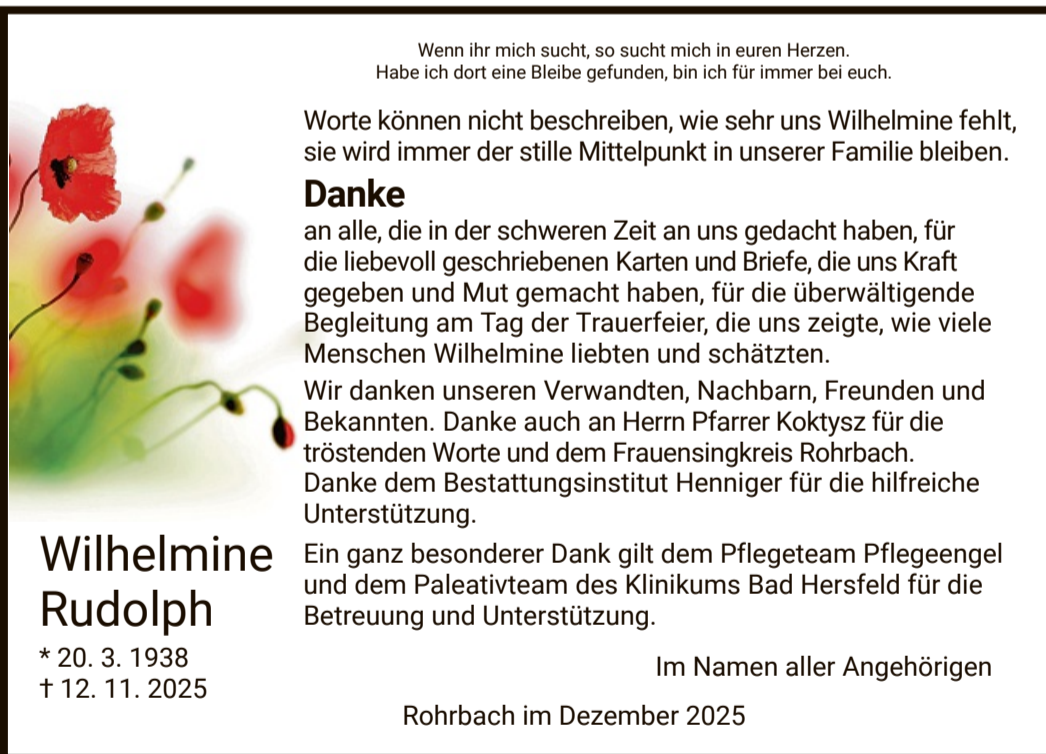 Wenn ihr mich sucht, so sucht mich in euren Herzen.
Habe ich dort eine Bleibe gefunden, bin ich für immer bei euch.
Worte können nicht beschreiben, wie sehr uns Wilhelmine fehlt,
sie wird immer der stille Mittelpunkt in unserer Familie bleiben.
Danke
an alle, die in der schweren Zeit an uns gedacht haben, für
die liebevoll geschriebenen Karten und Briefe, die uns Kraft
gegeben und Mut gemacht haben, für die überwältigende
Begleitung am Tag der Trauerfeier, die uns zeigte, wie viele
Menschen Wilhelmine liebten und schätzten.
Wir danken unseren Verwandten, Nachbarn, Freunden und
Bekannten. Danke auch an Herrn Pfarrer Koktysz für die
tröstenden Worte und dem Frauensingkreis Rohrbach.
Danke dem Bestattungsinstitut Henniger für die hilfreiche
Unterstützung.
Ein ganz besonderer Dank gilt dem Pflegeteam Pflegeengel
und dem Paleativteam des Klinikums Bad Hersfeld für die
Betreuung und Unterstützung.
Wilhelmine
Rudolph
* 20. 3. 1938
† 12. 11. 2025
Im Namen aller Angehörigen
Rohrbach im Dezember 2025